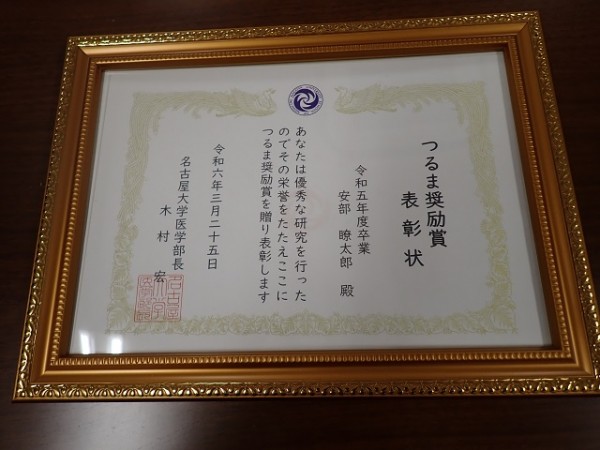 つるま奨励賞
表彰状
令和五年度卒業
安部 暸太郎 殿
あなたは優秀な研究を行った
のでその栄誉をたたえここに
つるま奨励賞を贈り表彰します
令和六年三月二十五日
名古屋大学医学部長
木村 宏